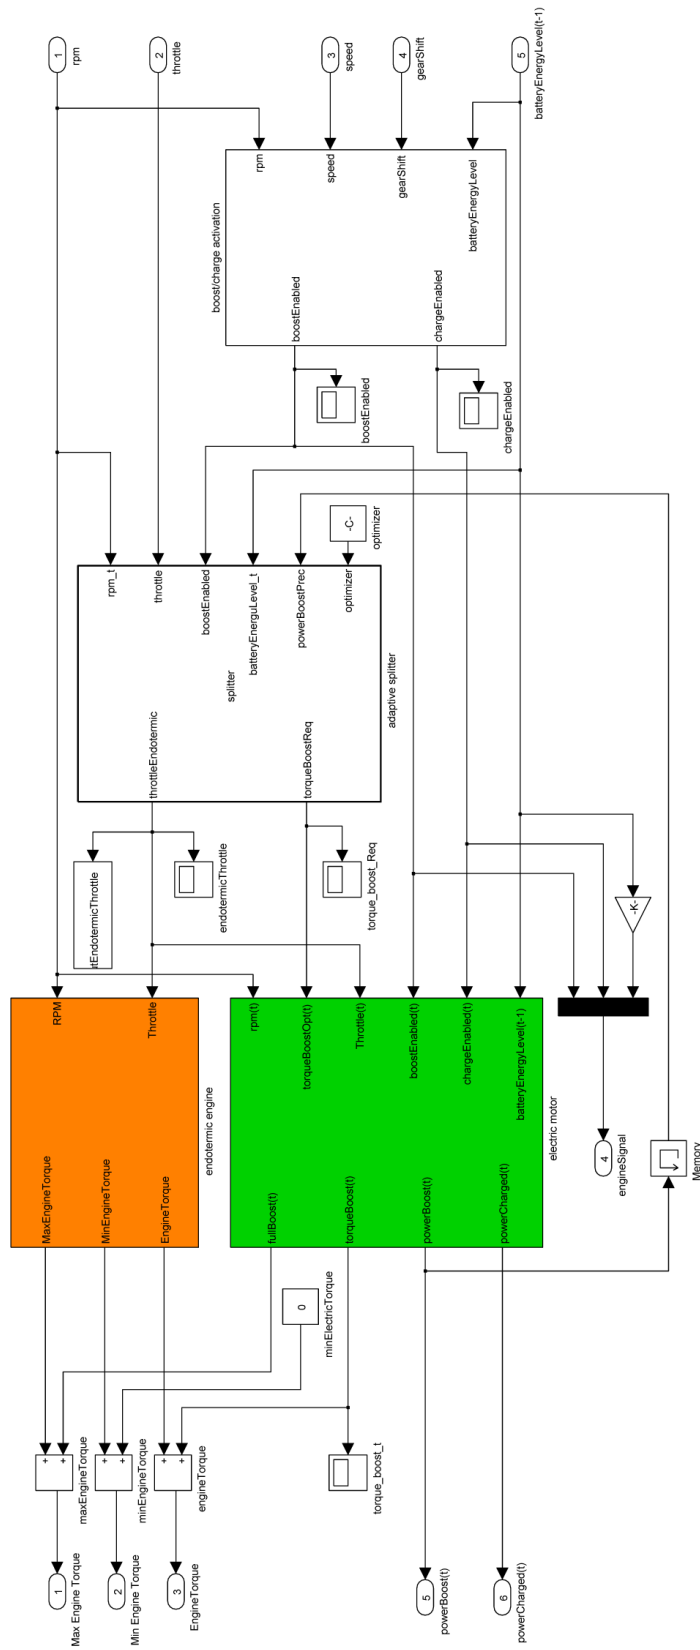 1
rpm
2
throttle
3
speed
4
gearShift
5
batteryEnergyLevel(t-1)
boost/charge activation
rpm
speed
gearShift
batteryEnergyLevel
boostEnabled
chargeEnabled
boostEnabled
chargeEnabled
-C-
optimizer
rpm_t
throttle
boostEnabled
batteryEnerguLevel_t
powerBoostPrec
optimizer
splitter
throttleEndotermic
torqueBoostReq
adaptive splitter
tEndotermicThrottle
endotermicThrottle
torque_boost_Req
-K-
RPM
Throttle
MaxEngineTorque
MinEngineTorque
EngineTorque
endotermic engine
rpm(t)
torqueBoostOpt(t)
Throttle(t)
boostEnabled(t)
chargeEnabled(t)
batteryEnergyLevel(t-1)
fullBoost(t)
torqueBoost(t)
powerBoost(t)
powerCharged(t)
electric motor
4
engineSignal
Memory
0
minElectricTorque
+
+
maxEngineTorque
+
+
minEngineTorque
+
+
engineTorque
torque_boost_t
1
Max Engine Torque
2
Min Engine Torque
3
EngineTorque
5
powerBoost(t)
6
powerCharged(t)